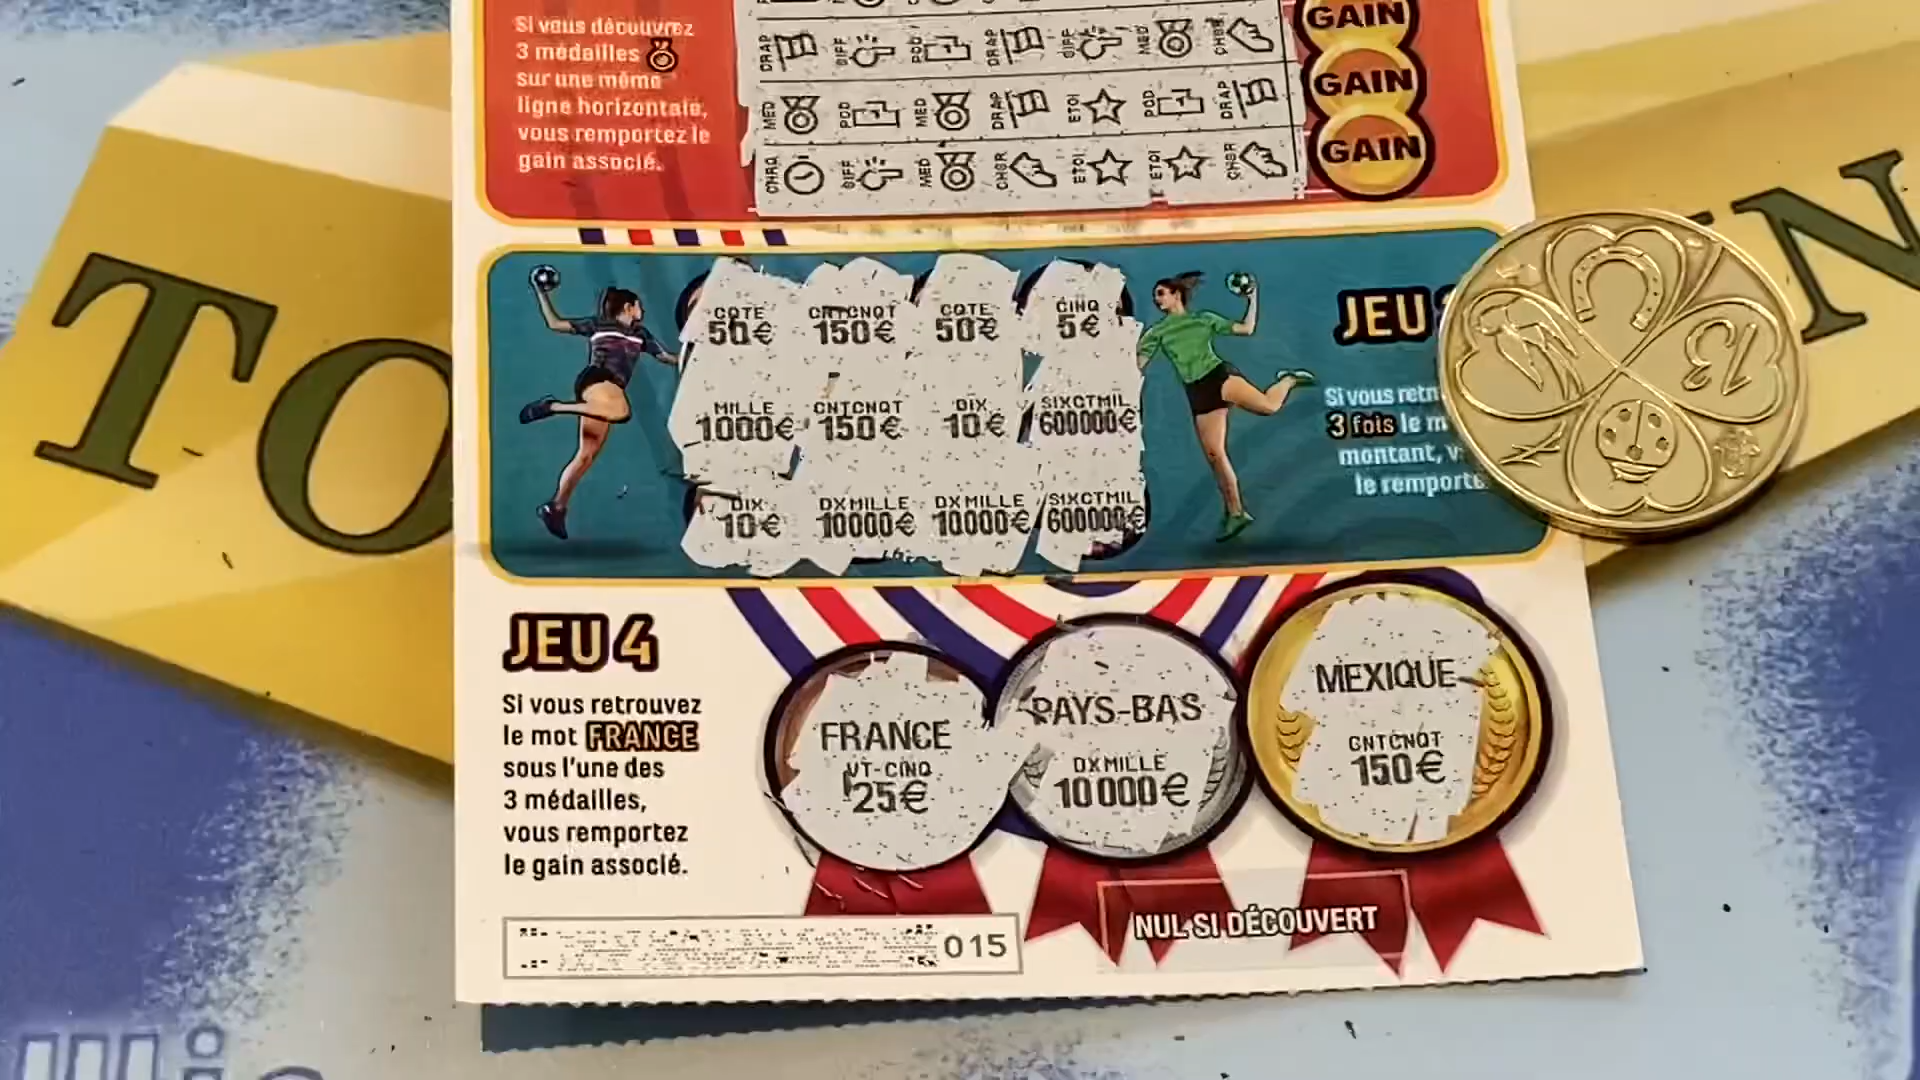 Si vous découvrez
3 médailles
sur une même
ligne horizontale,
vous remportez le
gain associé.
DRAP SIFF POD DRAP SIFF MED CHSR
GAIN
MED POD MED DRAP ETOI POD DRAP
GAIN
CHRO SIFF MED CHSR ETOI ETOI CHSR
GAIN
TO
N
13
JEU
CQTE CNTCNQT CQTE CINQ
50€ 150€ 50€ 5€
MILLE CNTCNQT DIX SIXCTMIL
1000€ 150€ 10€ 600000€
DIX DXMILLE DXMILLE SIXCTMIL
10€ 10000€ 10000€ 600000€
Si vous retr
3 fois le m
montant, v
le remporte
JEU 4
Si vous retrouvez
le mot FRANCE
sous l'une des
3 médailles,
vous remportez
le gain associé.
FRANCE
VT-CINQ
25€
PAYS-BAS
DXMILLE
10 000€
MEXIQUE
CNTCNQT
150€
NUL SI DÉCOUVERT
015